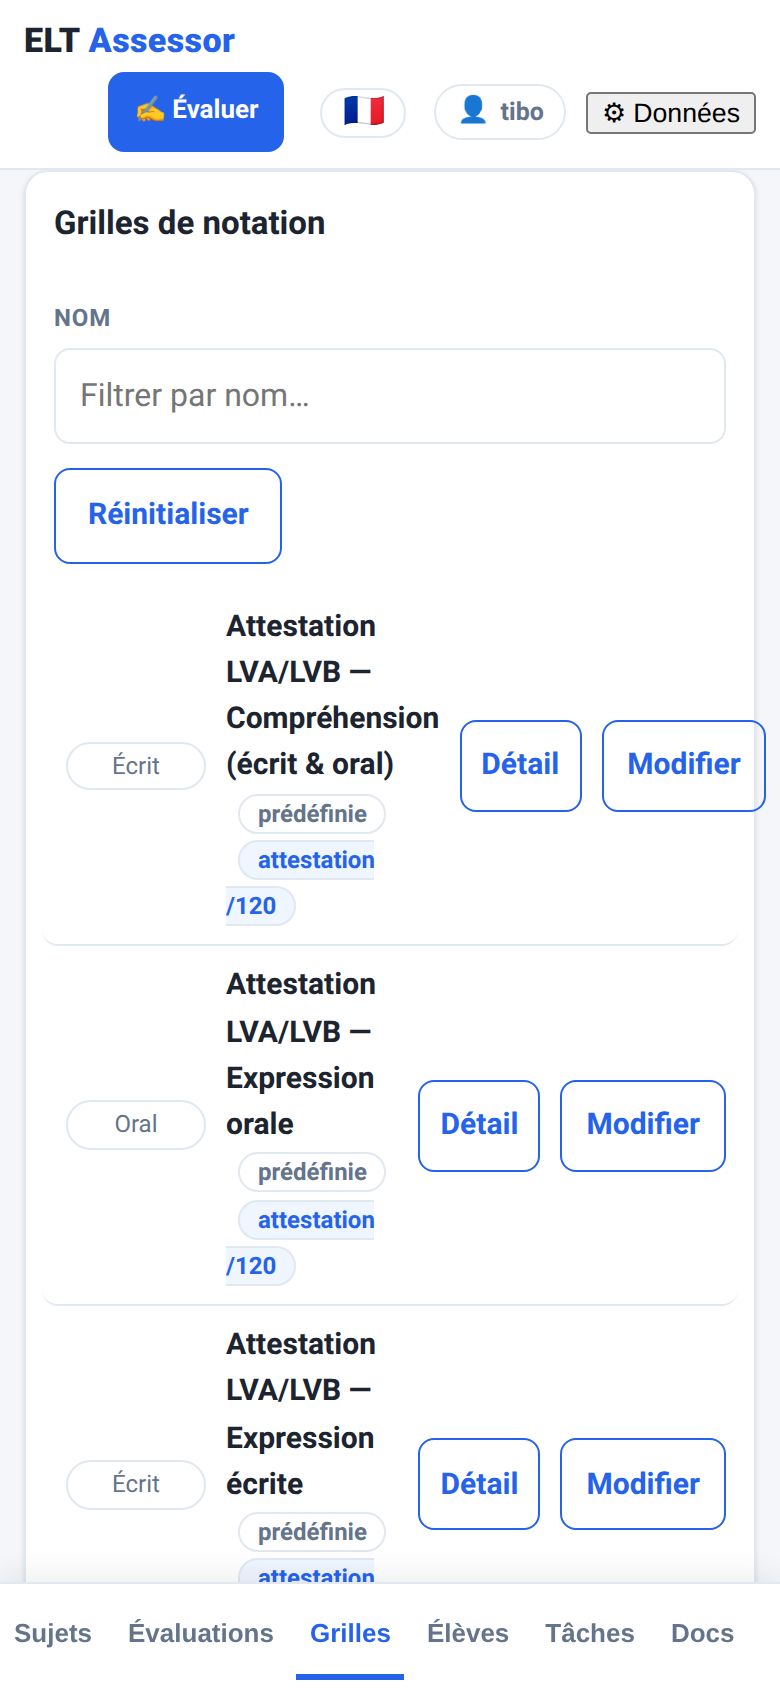 ELT Assessor
✍️ Évaluer
🇫🇷
👤 tibo
⚙ Données
Grilles de notation
NOM
Filtrer par nom...
Réinitialiser
Écrit
Attestation
LVA/LVB —
Compréhension
(écrit & oral)
prédéfinie
attestation
/120
Détail
Modifier
Oral
Attestation
LVA/LVB —
Expression
orale
prédéfinie
attestation
/120
Détail
Modifier
Écrit
Attestation
LVA/LVB —
Expression
écrite
prédéfinie
attestation
Détail
Modifier
Sujets
Évaluations
Grilles
Élèves
Tâches
Docs